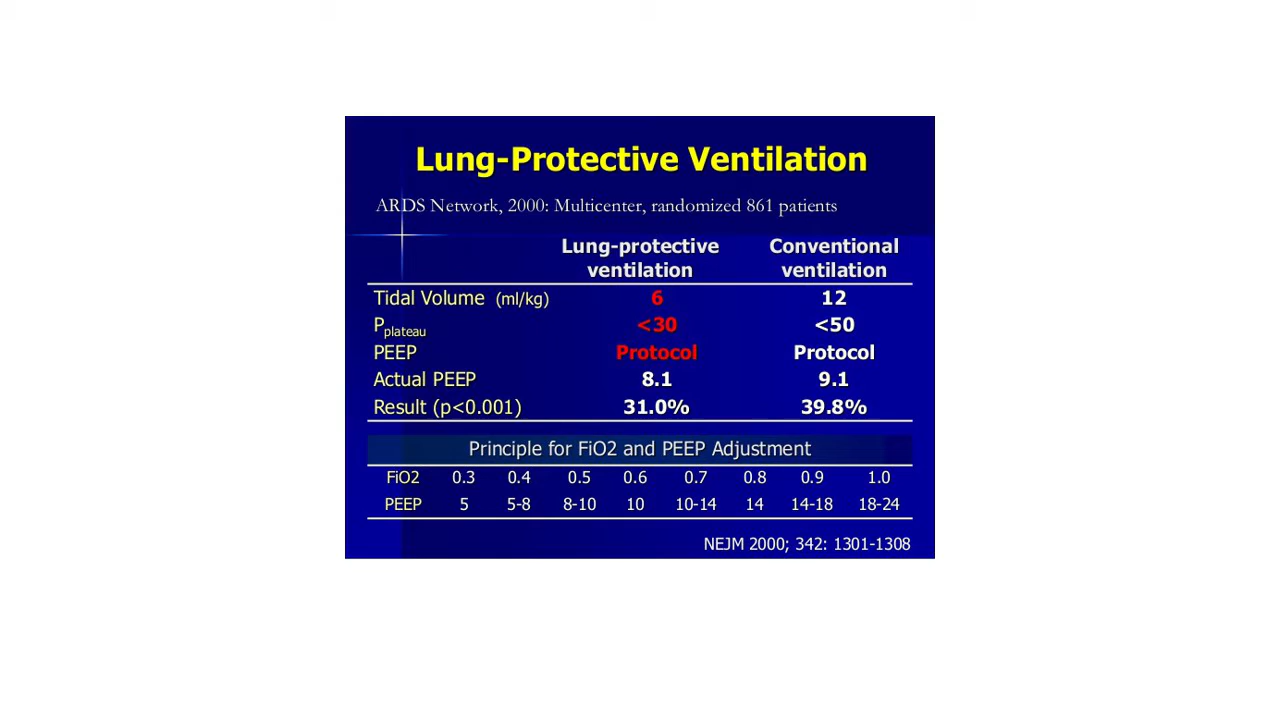 Lung-Protective Ventilation
ARDS Network, 2000: Multicenter, randomized 861 patients
Lung-protective ventilation Conventional ventilation
Tidal Volume (ml/kg) 6 12
Pplateau <30 <50
PEEP Protocol Protocol
Actual PEEP 8.1 9.1
Result (p<0.001) 31.0% 39.8%
Principle for FiO2 and PEEP Adjustment
FiO2 0.3 0.4 0.5 0.6 0.7 0.8 0.9 1.0
PEEP 5 5-8 8-10 10 10-14 14 14-18 18-24
NEJM 2000; 342: 1301-1308